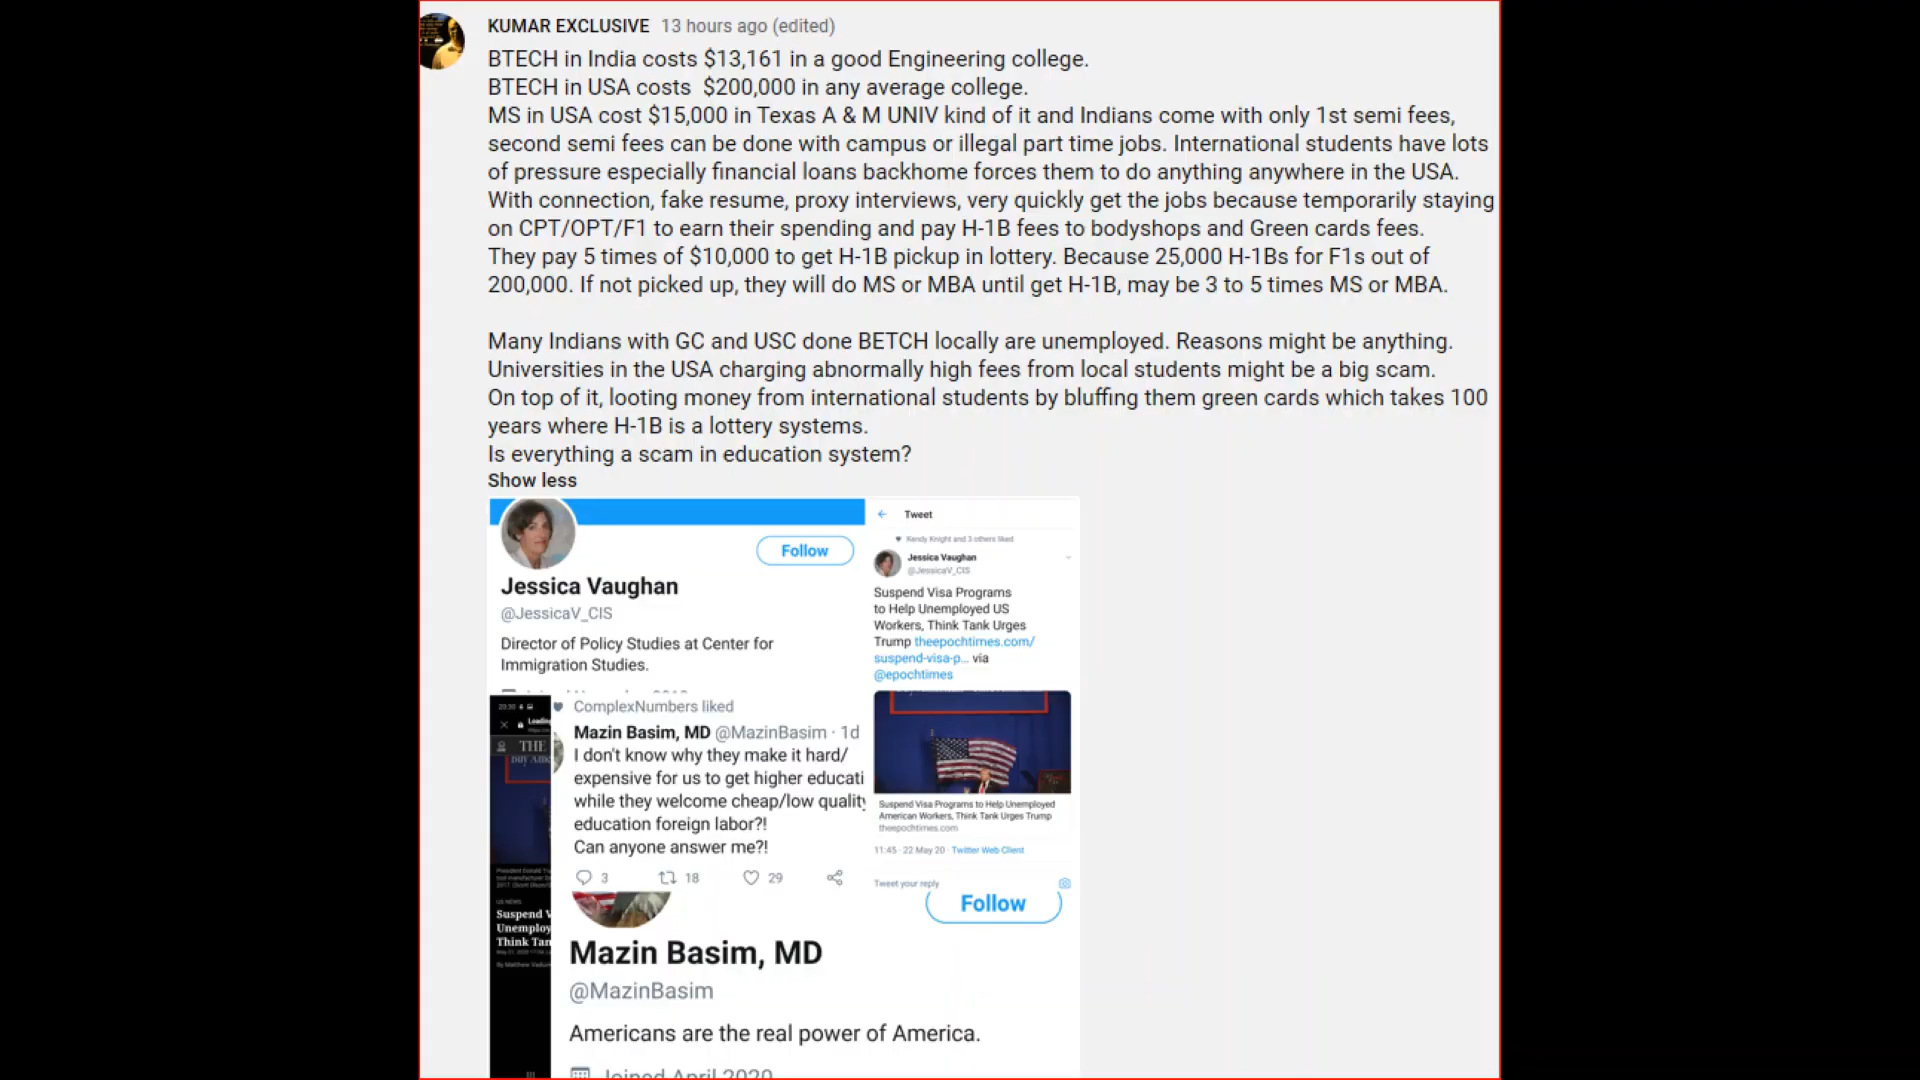 KUMAR EXCLUSIVE 13 hours ago (edited)
BTECH in India costs $13,161 in a good Engineering college.
BTECH in USA costs  $200,000 in any average college.
MS in USA cost $15,000 in Texas A & M UNIV kind of it and Indians come with only 1st semi fees,
second semi fees can be done with campus or illegal part time jobs. International students have lots
of pressure especially financial loans backhome forces them to do anything anywhere in the USA.
With connection, fake resume, proxy interviews, very quickly get the jobs because temporarily staying
on CPT/OPT/F1 to earn their spending and pay H-1B fees to bodyshops and Green cards fees.
They pay 5 times of $10,000 to get H-1B pickup in lottery. Because 25,000 H-1Bs for F1s out of
200,000. If not picked up, they will do MS or MBA until get H-1B, may be 3 to 5 times MS or MBA.
Many Indians with GC and USC done BETCH locally are unemployed. Reasons might be anything.
Universities in the USA charging abnormally high fees from local students might be a big scam.
On top of it, looting money from international students by bluffing them green cards which takes 100
years where H-1B is a lottery systems.
Is everything a scam in education system?
Show less
Follow
Jessica Vaughan
@JessicaV_CIS
Director of Policy Studies at Center for
Immigration Studies.
Tweet
Kendy Knight and 3 others liked
Jessica Vaughan
@JessicaV_CIS
Suspend Visa Programs
to Help Unemployed US
Workers, Think Tank Urges
Trump theepochtimes.com/
suspend-visa-p... via
@epochtimes
Suspend Visa Programs to Help Unemployed
American Workers, Think Tank Urges Trump
theepochtimes.com
11:45 · 22 May 20 · Twitter Web Client
Tweet your reply
20:20
Loading
THE
Buy Ame
US NEWS
Suspend V
Unemploy
Think Tan
ComplexNumbers liked
Mazin Basim, MD @MazinBasim · 1d
I don't know why they make it hard/
expensive for us to get higher educati
while they welcome cheap/low quality
education foreign labor?!
Can anyone answer me?!
3 18 29
Follow
Mazin Basim, MD
@MazinBasim
Americans are the real power of America.
Joined April 2020